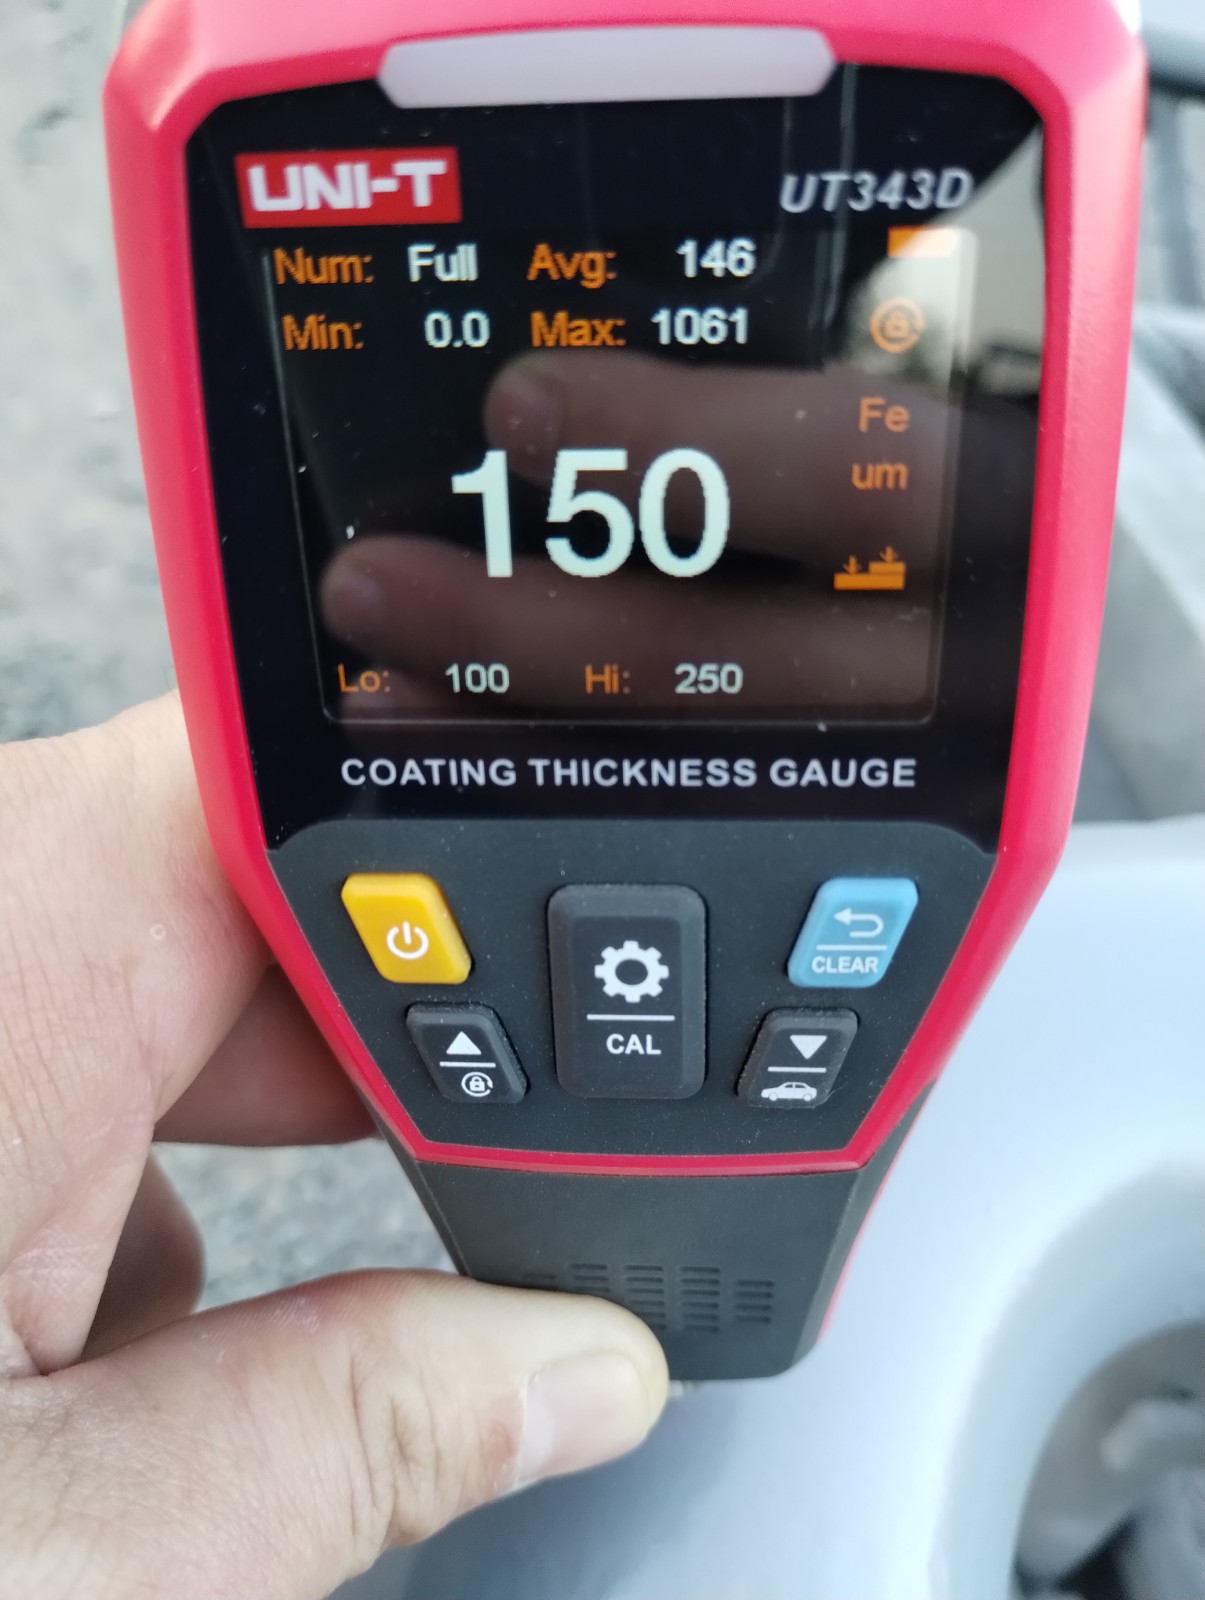 UNI-T UT343D
Num: Full Avg: 146
Min: 0.0 Max: 1061
Fe
um
150
Lo: 100 Hi: 250
COATING THICKNESS GAUGE
CLEAR
CAL